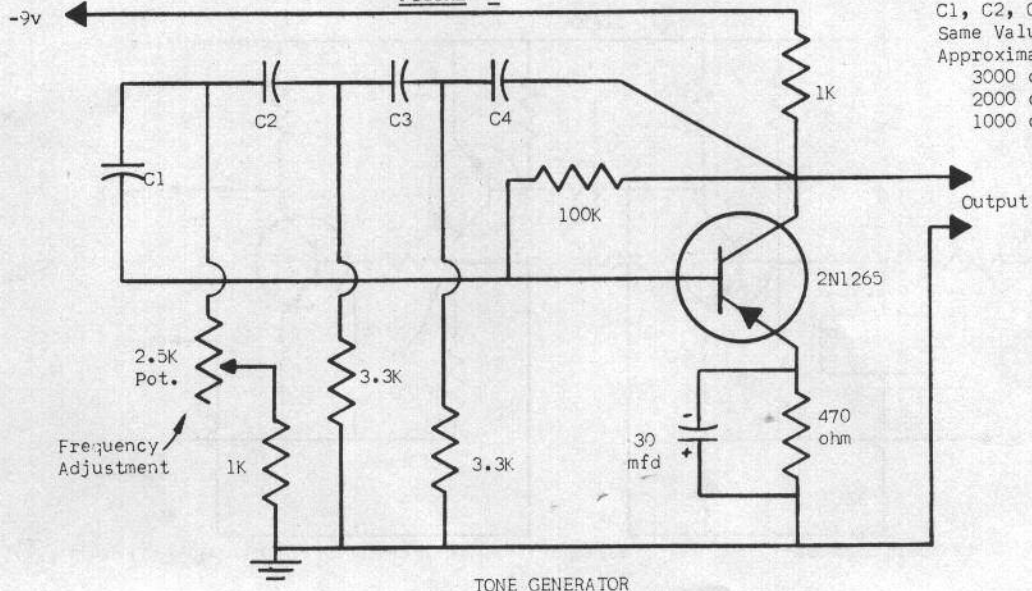 -9v
C1, C2, C
Same Valu
Approxima
3000 c
2000 c
1000 c
1K
C2
C3
C4
C1
100K
Output
2N1265
2.5K
Pot.
3.3K
Frequency
Adjustment
1K
3.3K
30
mfd
-
+
470
ohm
TONE GENERATOR